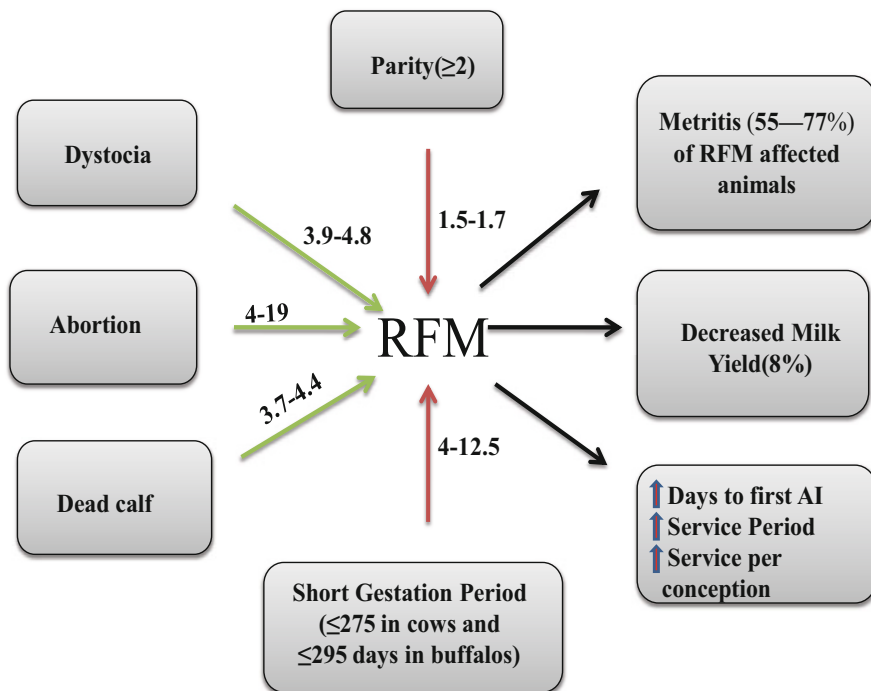 Parity(≥2)
Dystocia
Metritis (55—77%)
of RFM affected
animals
3.9-4.8
1.5-1.7
Abortion
4-19
RFM
Decreased Milk
Yield(8%)
3.7-4.4
4-12.5
Dead calf
Days to first AI
Service Period
Service per
conception
Short Gestation Period
(≤275 in cows and
≤295 days in buffalos)